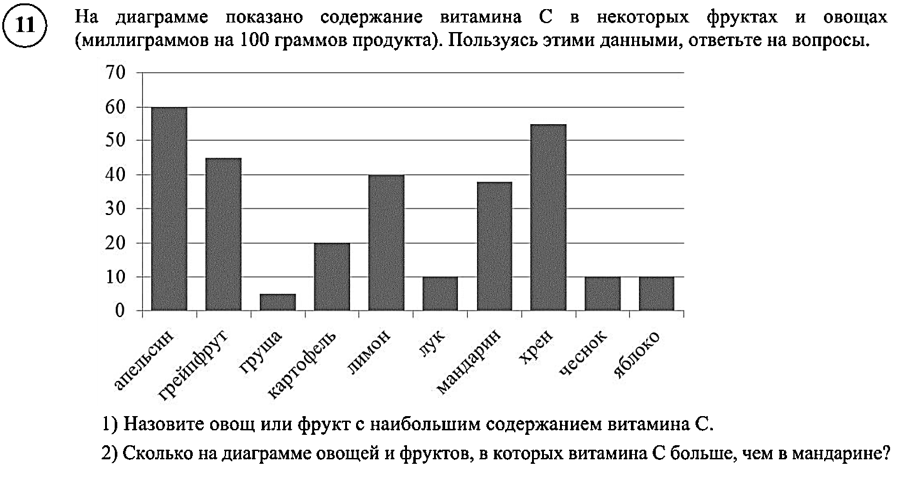 11
На диаграмме показано содержание витамина С в некоторых фруктах и овощах
(миллиграммов на 100 граммов продукта). Пользуясь этими данными, ответьте на вопросы.
70
60
50
40
30
20
10
0
апельсин
грейпфрут
груша
картофель
лимон
лук
мандарин
хрен
чеснок
яблоко
1) Назовите овощ или фрукт с наибольшим содержанием витамина С.
2) Сколько на диаграмме овощей и фруктов, в которых витамина С больше, чем в мандарине?